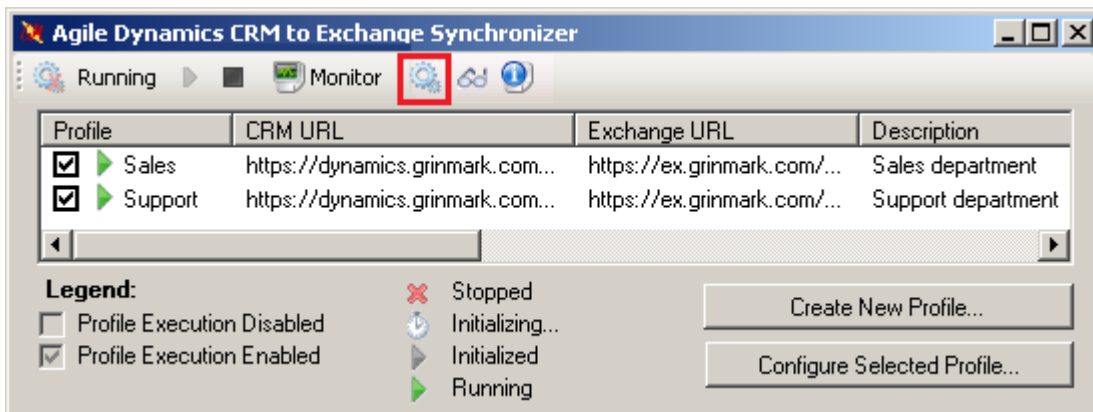 Agile Dynamics CRM to Exchange Synchronizer
Running Monitor
Profile CRM URL Exchange URL Description
Sales https://dynamics.grinmark.com... https://ex.grinmark.com/... Sales department
Support https://dynamics.grinmark.com... https://ex.grinmark.com/... Support department
Legend:
Stopped
Create New Profile...
Profile Execution Disabled
Initializing...
Profile Execution Enabled
Initialized
Configure Selected Profile...
Running